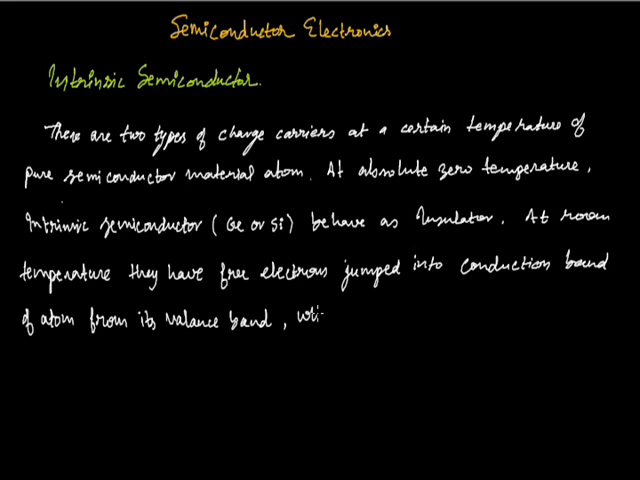 Semiconductor Electronics
Intrinsic Semiconductor.
There are two types of change carriers at a certain temperature of
pure semiconductor material atom. At absolute zero temperature,
Intrinsic semiconductor (Ge or Si) behave as Insulator. At room
temperature they have free electrons jumped into conduction band
of atom from its valance band,